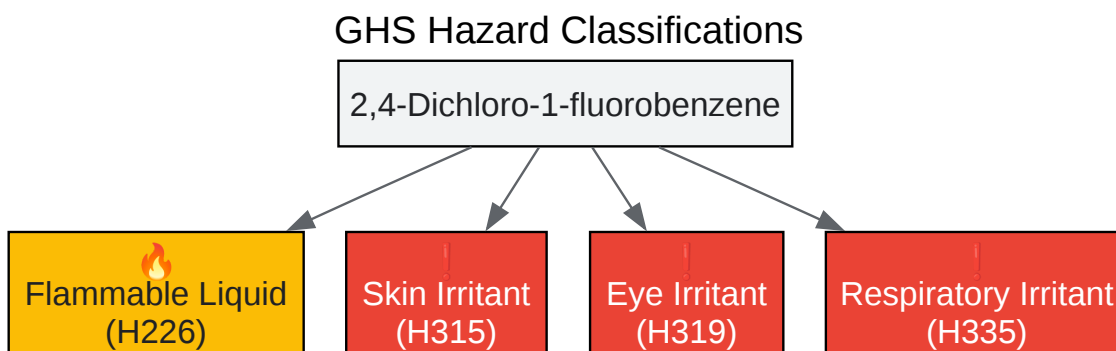 GHS Hazard Classifications
2,4-Dichloro-1-fluorobenzene
Flammable Liquid
(H226)
Skin Irritant
(H315)
Eye Irritant
(H319)
Respiratory Irritant
(H335)